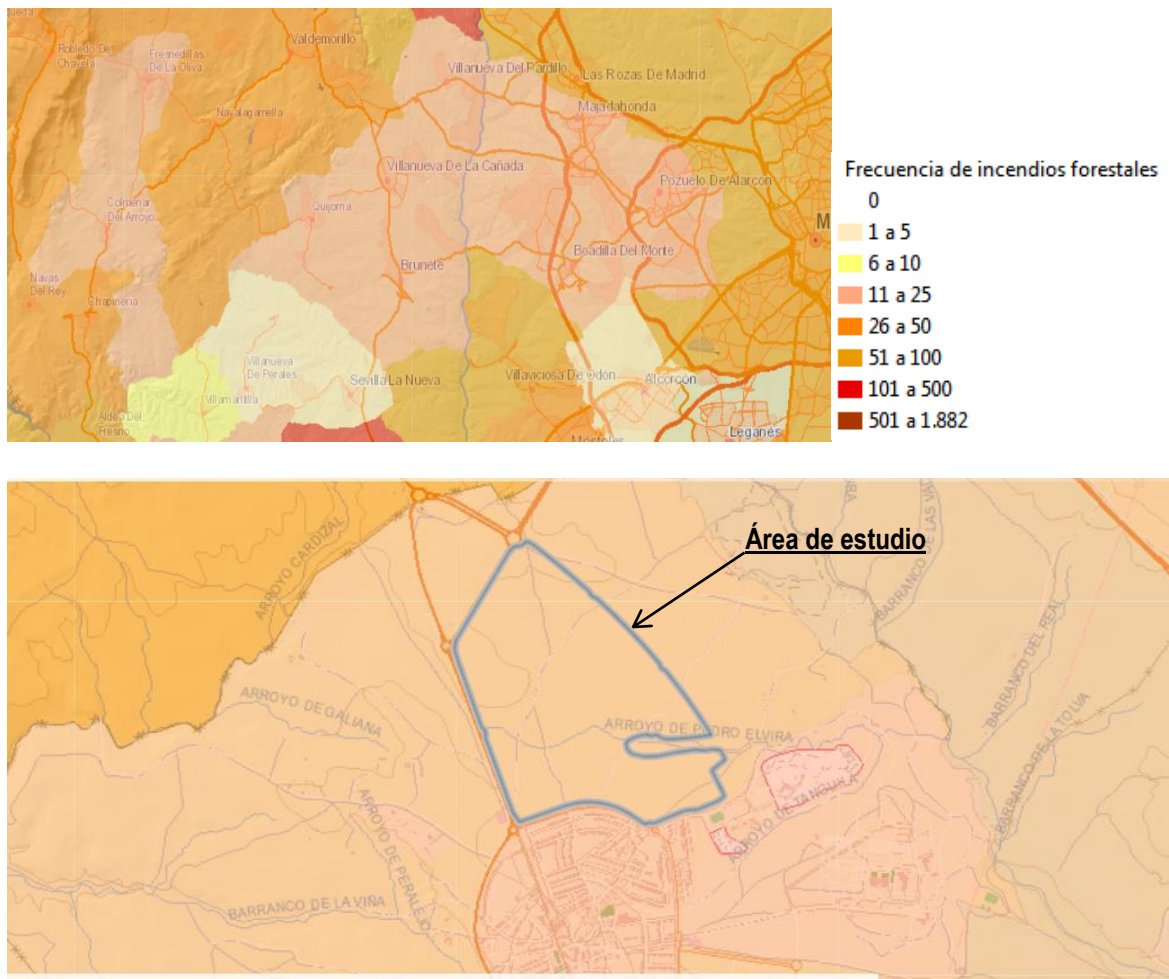 Robledo De
Chavela
Fresnedillas
De La Oliva
Valdemorillo
Villanueva Del Pardillo
Las Rozas De Madrid
Navalagamella
Majadahonda
Villanueva De La Cañada
Pozuelo De Alarcón
Colmenar
Del Arroyo
Quijorna
M
Boadilla Del Monte
Brunete
Navas
Del Rey
Chapinería
Villanueva
De Perales
Sevilla La Nueva
Villaviciosa De Odón
Alcorcón
Villamantilla
Aldea Del
Fresno
Móstoles
Leganés
Frecuencia de incendios forestales
0
1 a 5
6 a 10
11 a 25
26 a 50
51 a 100
101 a 500
501 a 1.882
Área de estudio
ARROYO CARDIZAL
BARRANCO DE LAS VAI
BARRANCO DEL REAL
BARRANCO DE LA TOLVA
ARROYO DE GALIANA
ARROYO DE PEDRO ELVIRA
ARROYO DE PERALEJO
BARRANCO DE LA VIÑA